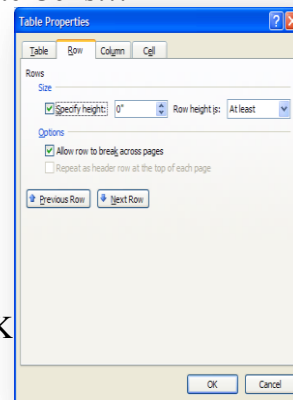 Table Properties
Table Row Column Cell
Rows
Size
Specify height: 0" Row height is: At least
Options
Allow row to break across pages
Repeat as header row at the top of each page
Previous Row Next Row
K
OK Cancel